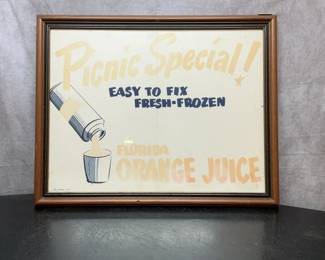 Picnic Special!
EASY TO FIX
FRESH-FROZEN
FLORIDA
ORANGE JUICE